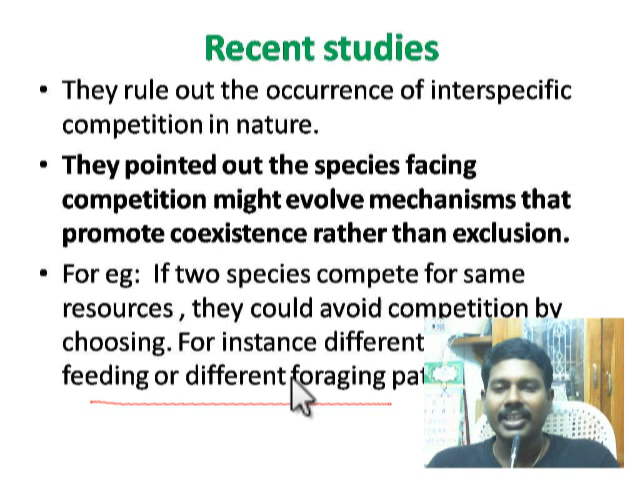 Recent studies
• They rule out the occurrence of interspecific
competition in nature.
• They pointed out the species facing
competition might evolve mechanisms that
promote coexistence rather than exclusion.
• For eg: If two species compete for same
resources , they could avoid competition by
choosing. For instance different
feeding or different foraging